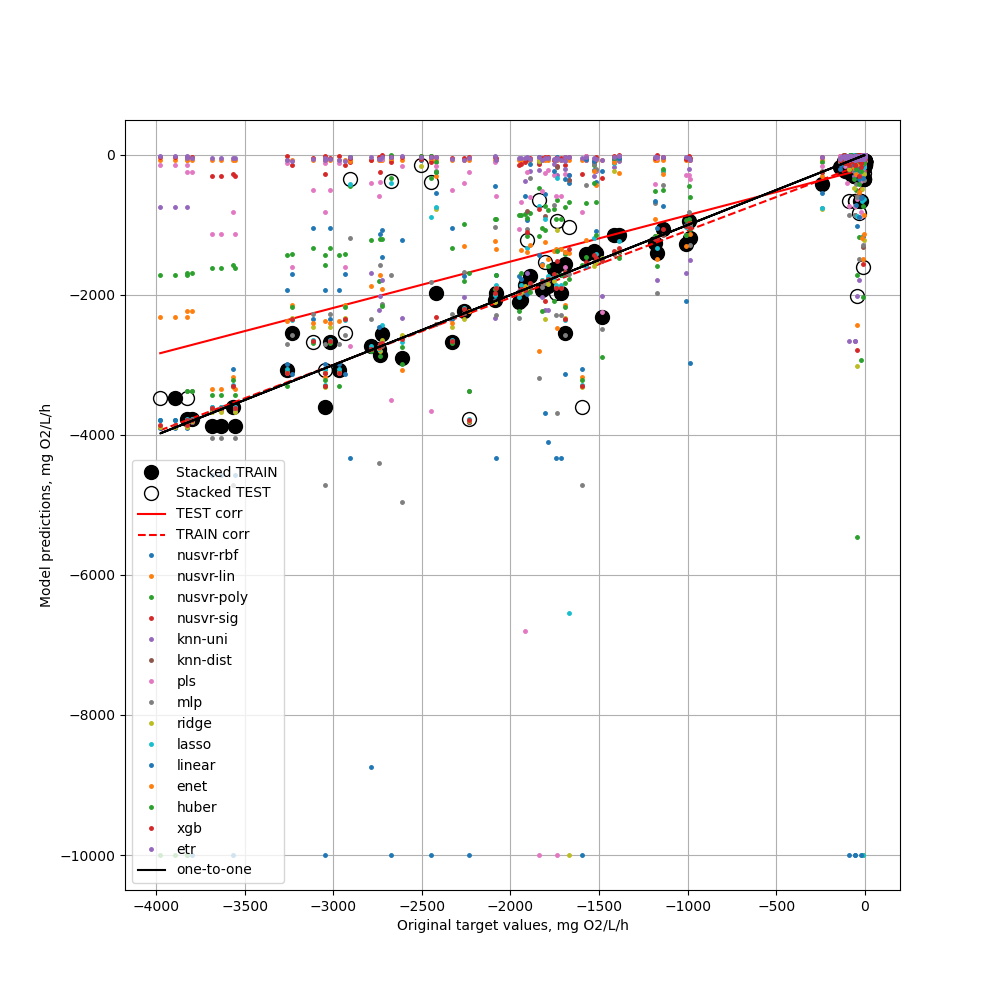 0
−2000
−4000
−6000
−8000
−10000
Model predictions, mg O2/L/h
Stacked TRAIN
Stacked TEST
TEST corr
TRAIN corr
nusvr-rbf
nusvr-lin
nusvr-poly
nusvr-sig
knn-uni
knn-dist
pls
mlp
ridge
lasso
linear
enet
huber
xgb
etr
one-to-one
−4000 −3500 −3000 −2500 −2000 −1500 −1000 −500 0
Original target values, mg O2/L/h